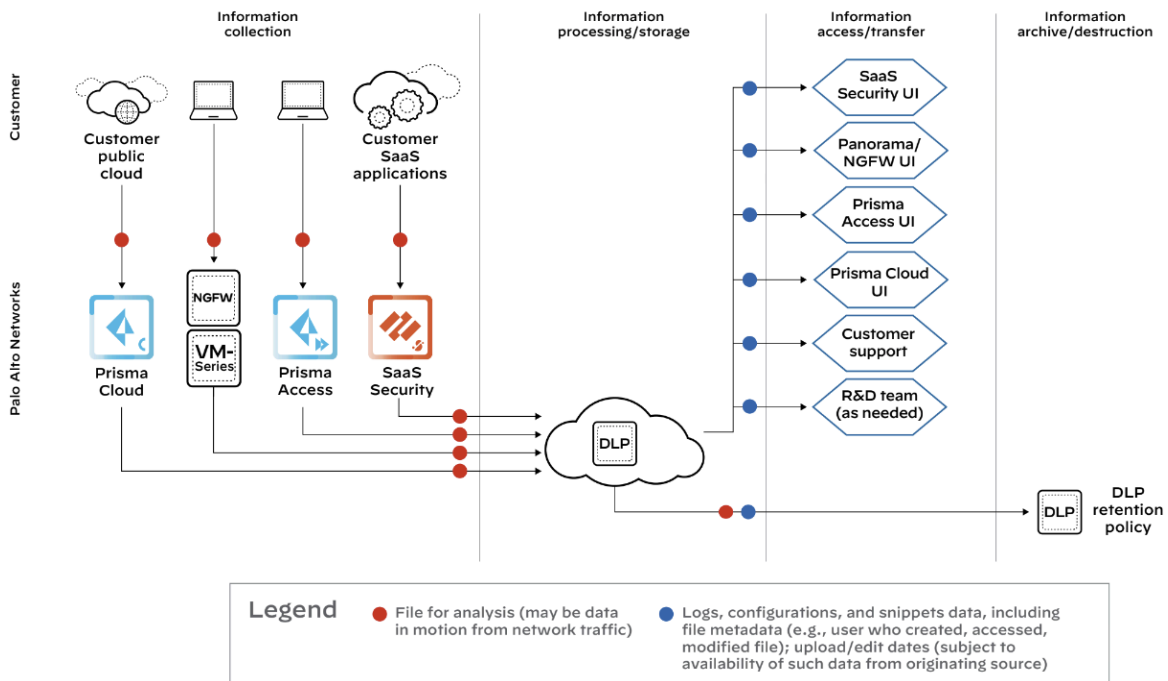 Information
collection
Information
processing/storage
Information
access/transfer
Information
archive/destruction
Customer
Customer
public
cloud
Customer
SaaS
applications
SaaS
Security UI
Panorama/
NGFW UI
Prisma
Access UI
Prisma Cloud
UI
Customer
support
R&D team
(as needed)
Palo Alto Networks
NGFW
VM-
Series
Prisma
Cloud
Prisma
Access
SaaS
Security
DLP
DLP
DLP
retention
policy
Legend
File for analysis (may be data
in motion from network traffic)
Logs, configurations, and snippets data, including
file metadata (e.g., user who created, accessed,
modified file); upload/edit dates (subject to
availability of such data from originating source)